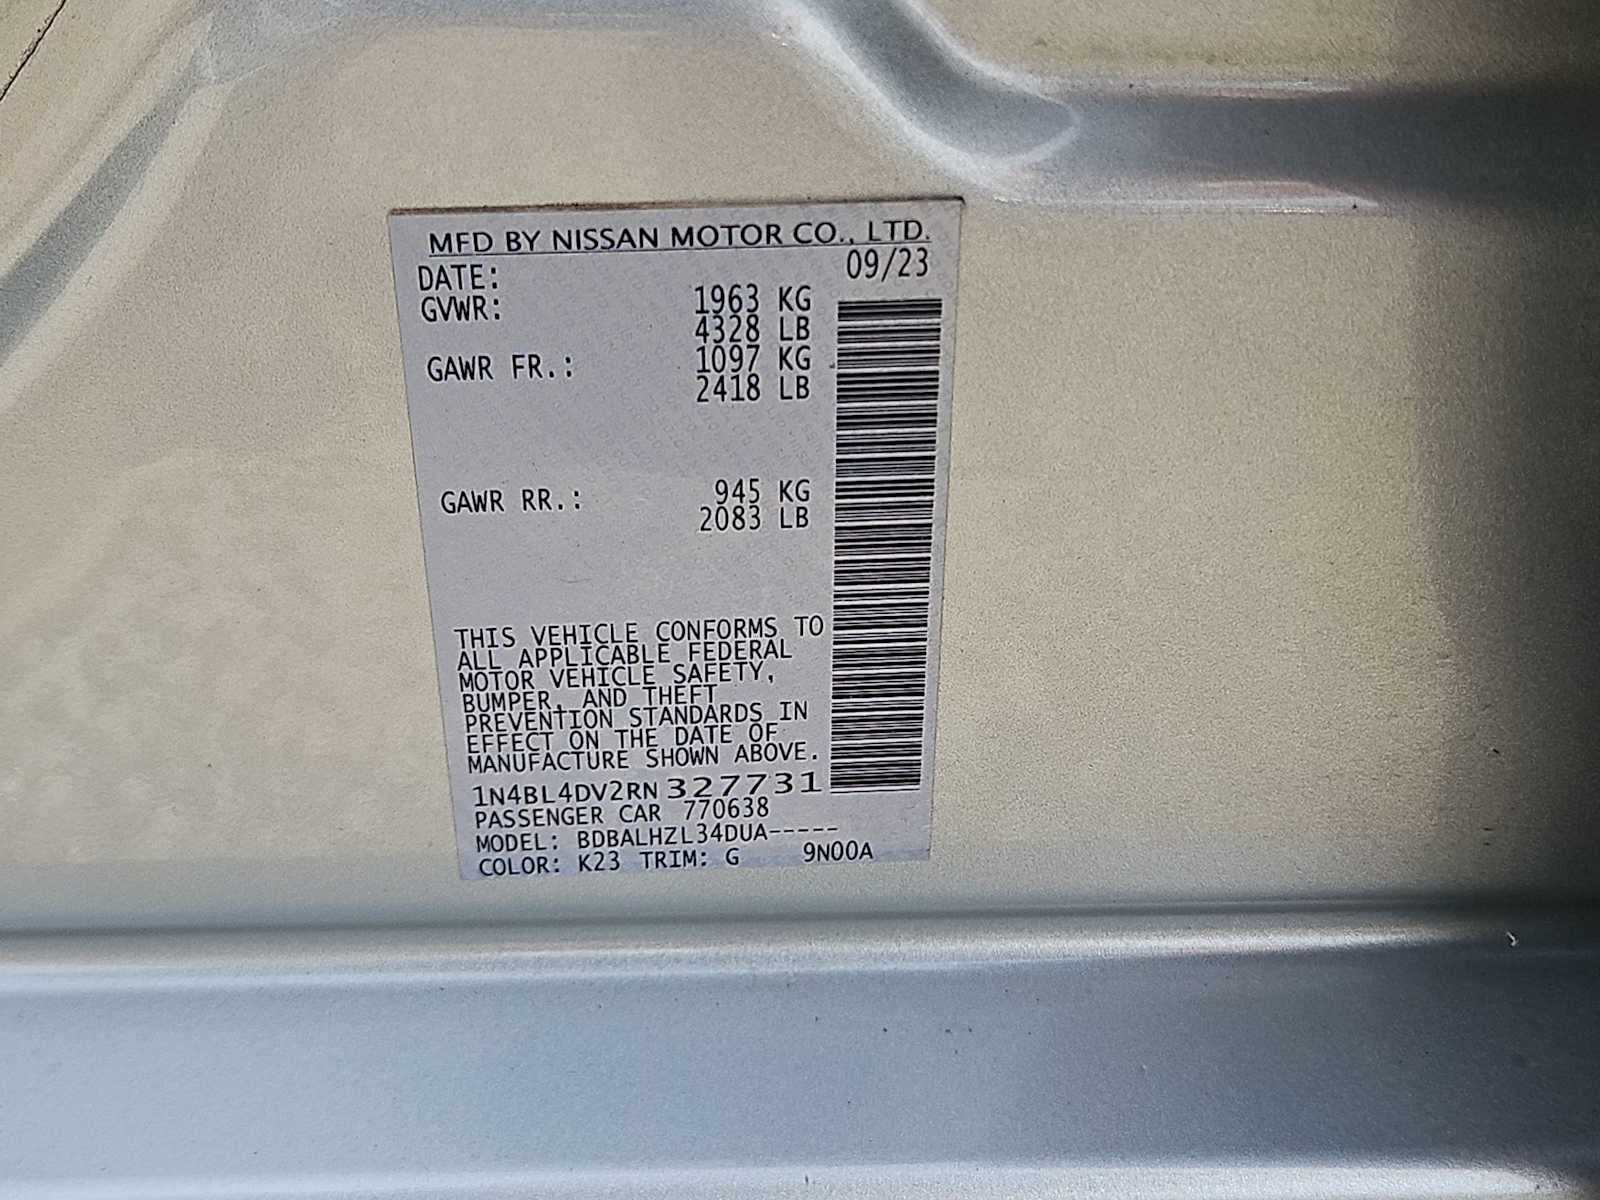 MFD BY NISSAN MOTOR CO., LTD.
DATE: 09/23
GVWR: 1963 KG
4328 LB
GAWR FR.: 1097 KG
2418 LB
GAWR RR.: 945 KG
2083 LB
THIS VEHICLE CONFORMS TO
ALL APPLICABLE FEDERAL
MOTOR VEHICLE SAFETY,
BUMPER, AND THEFT
PREVENTION STANDARDS IN
EFFECT ON THE DATE OF
MANUFACTURE SHOWN ABOVE.
1N4BL4DV2RN327731
PASSENGER CAR 770638
MODEL: BDBALHZL34DUA-----
COLOR: K23 TRIM: G 9N00A